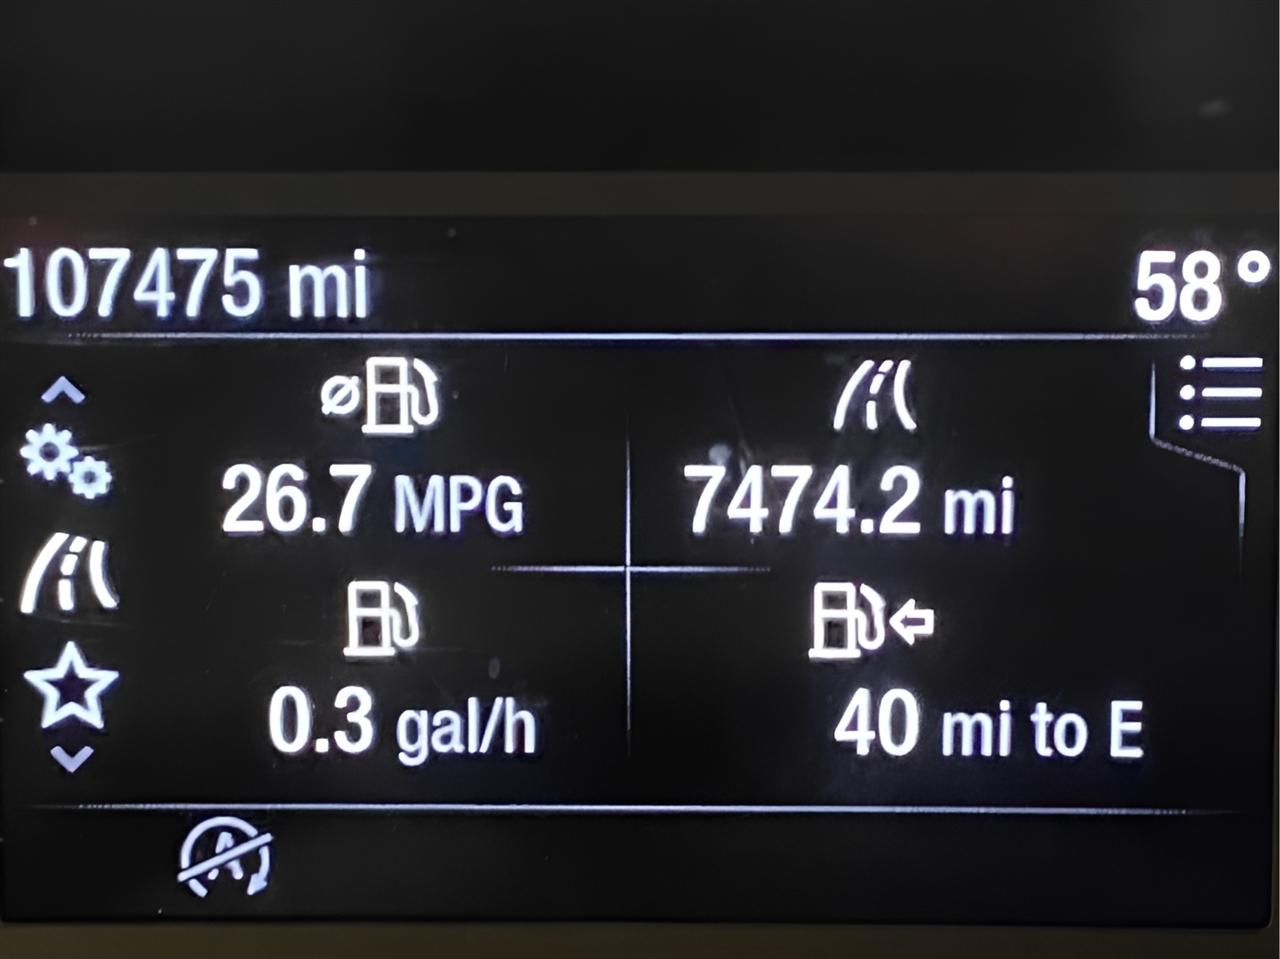 107475 mi 58°
26.7 MPG 7474.2 mi
0.3 gal/h 40 mi to E
A